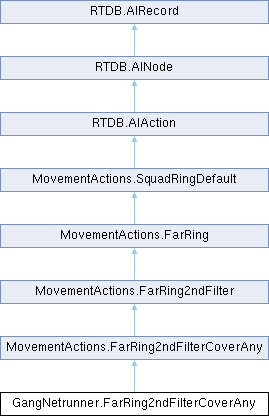 RTDB.AIRecord
RTDB.AINode
RTDB.AIAction
MovementActions.SquadRingDefault
MovementActions.FarRing
MovementActions.FarRing2ndFilter
MovementActions.FarRing2ndFilterCoverAny
GangNetrunner.FarRing2ndFilterCoverAny